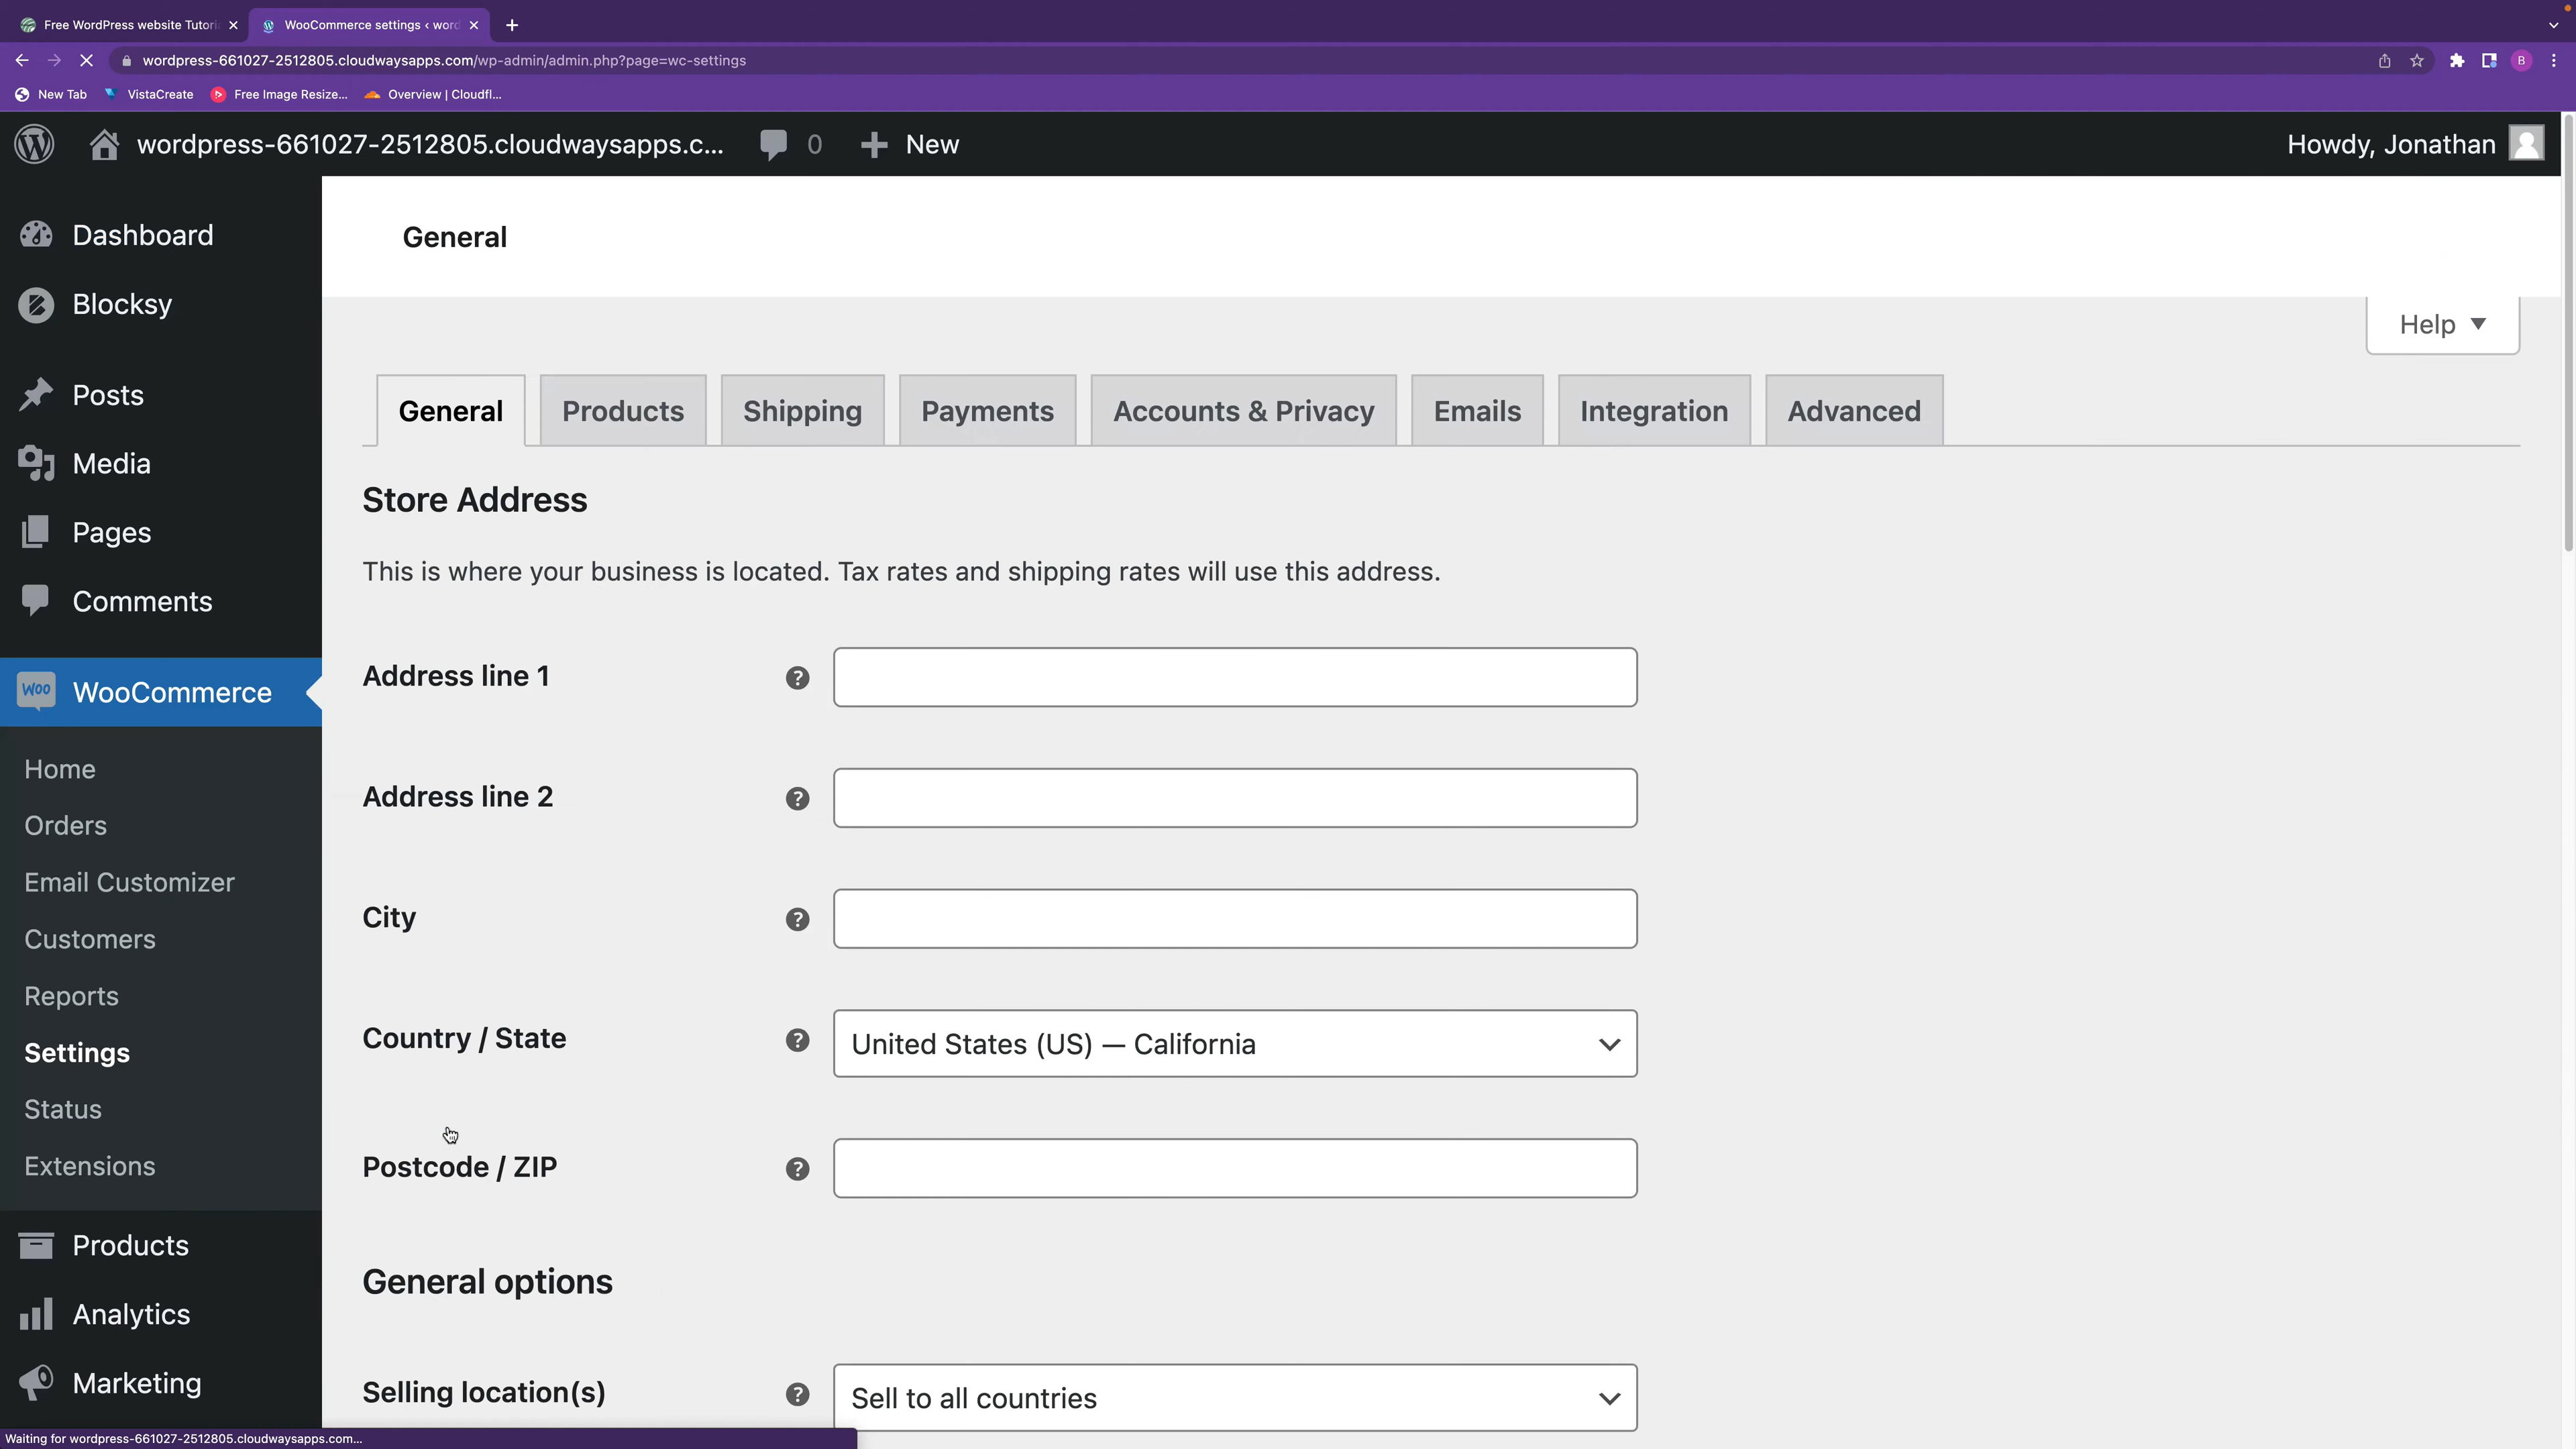 Free WordPress website Tutori
WooCommerce settings ‹ word
wordpress-661027-2512805.cloudwaysapps.com/wp-admin/admin.php?page=wc-settings
B
New Tab
VistaCreate
Free Image Resize...
Overview | Cloudfl...
wordpress-661027-2512805.cloudwaysapps.c...
0
New
Howdy, Jonathan
Dashboard
Blocksy
Posts
Media
Pages
Comments
Woo
WooCommerce
Home
Orders
Email Customizer
Customers
Reports
Settings
Status
Extensions
Products
Analytics
Marketing
General
Help
General
Products
Shipping
Payments
Accounts & Privacy
Emails
Integration
Advanced
Store Address
This is where your business is located. Tax rates and shipping rates will use this address.
Address line 1
?
Address line 2
?
City
?
Country / State
?
United States (US) — California
Postcode / ZIP
?
General options
Selling location(s)
?
Sell to all countries
Waiting for wordpress-661027-2512805.cloudwaysapps.com...